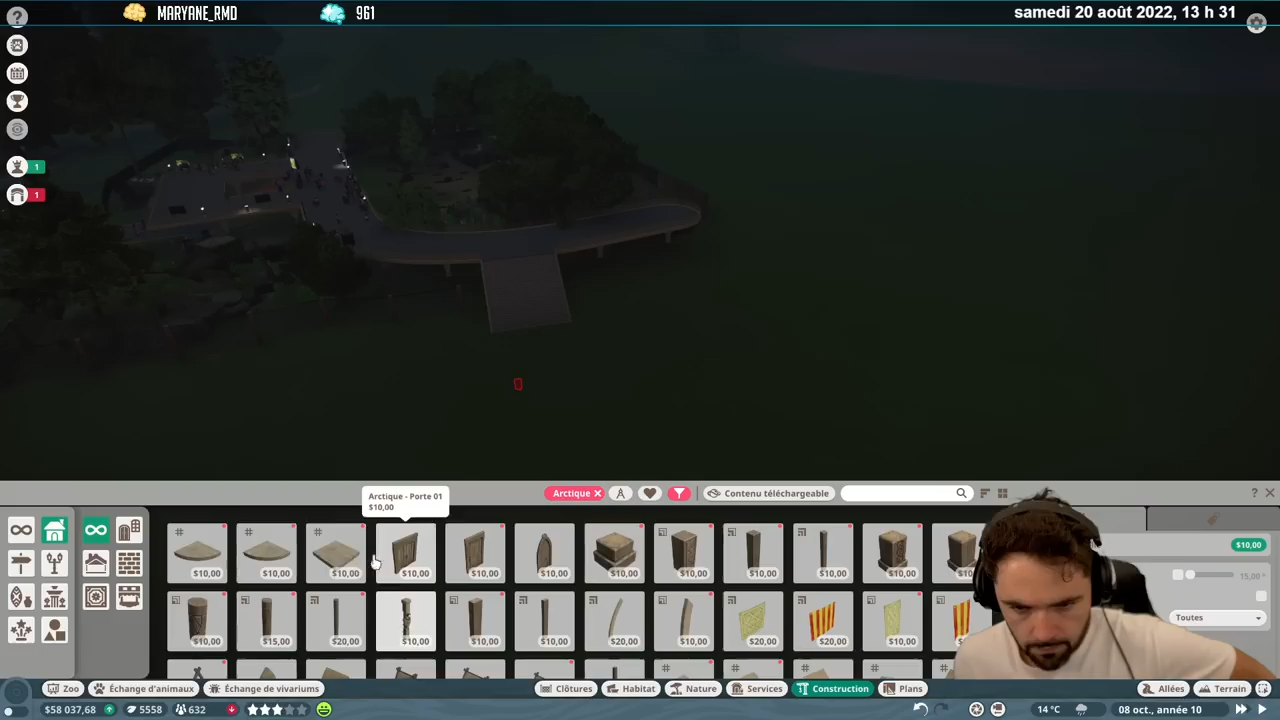 MARYANE_RMD 961 samedi 20 août 2022, 13 h 31
1
1
Arctique × Contenu téléchargeable ? ×
Arctique - Porte 01
$10,00
$10,00
$10,00 $10,00 $10,00 $10,00 $10,00 $10,00 $10,00 $10,00 $10,00 $10,00 $10,00
15,00°
$10,00 $15,00 $20,00 $10,00 $10,00 $10,00 $20,00 $10,00 $20,00 $20,00 $10,00 Toutes
Zoo Échange d'animaux Échange de vivariums Clôtures Habitat Nature Services Construction Plans Allées Terrain
$58 037,68 5558 632 14 °C 08 oct., année 10